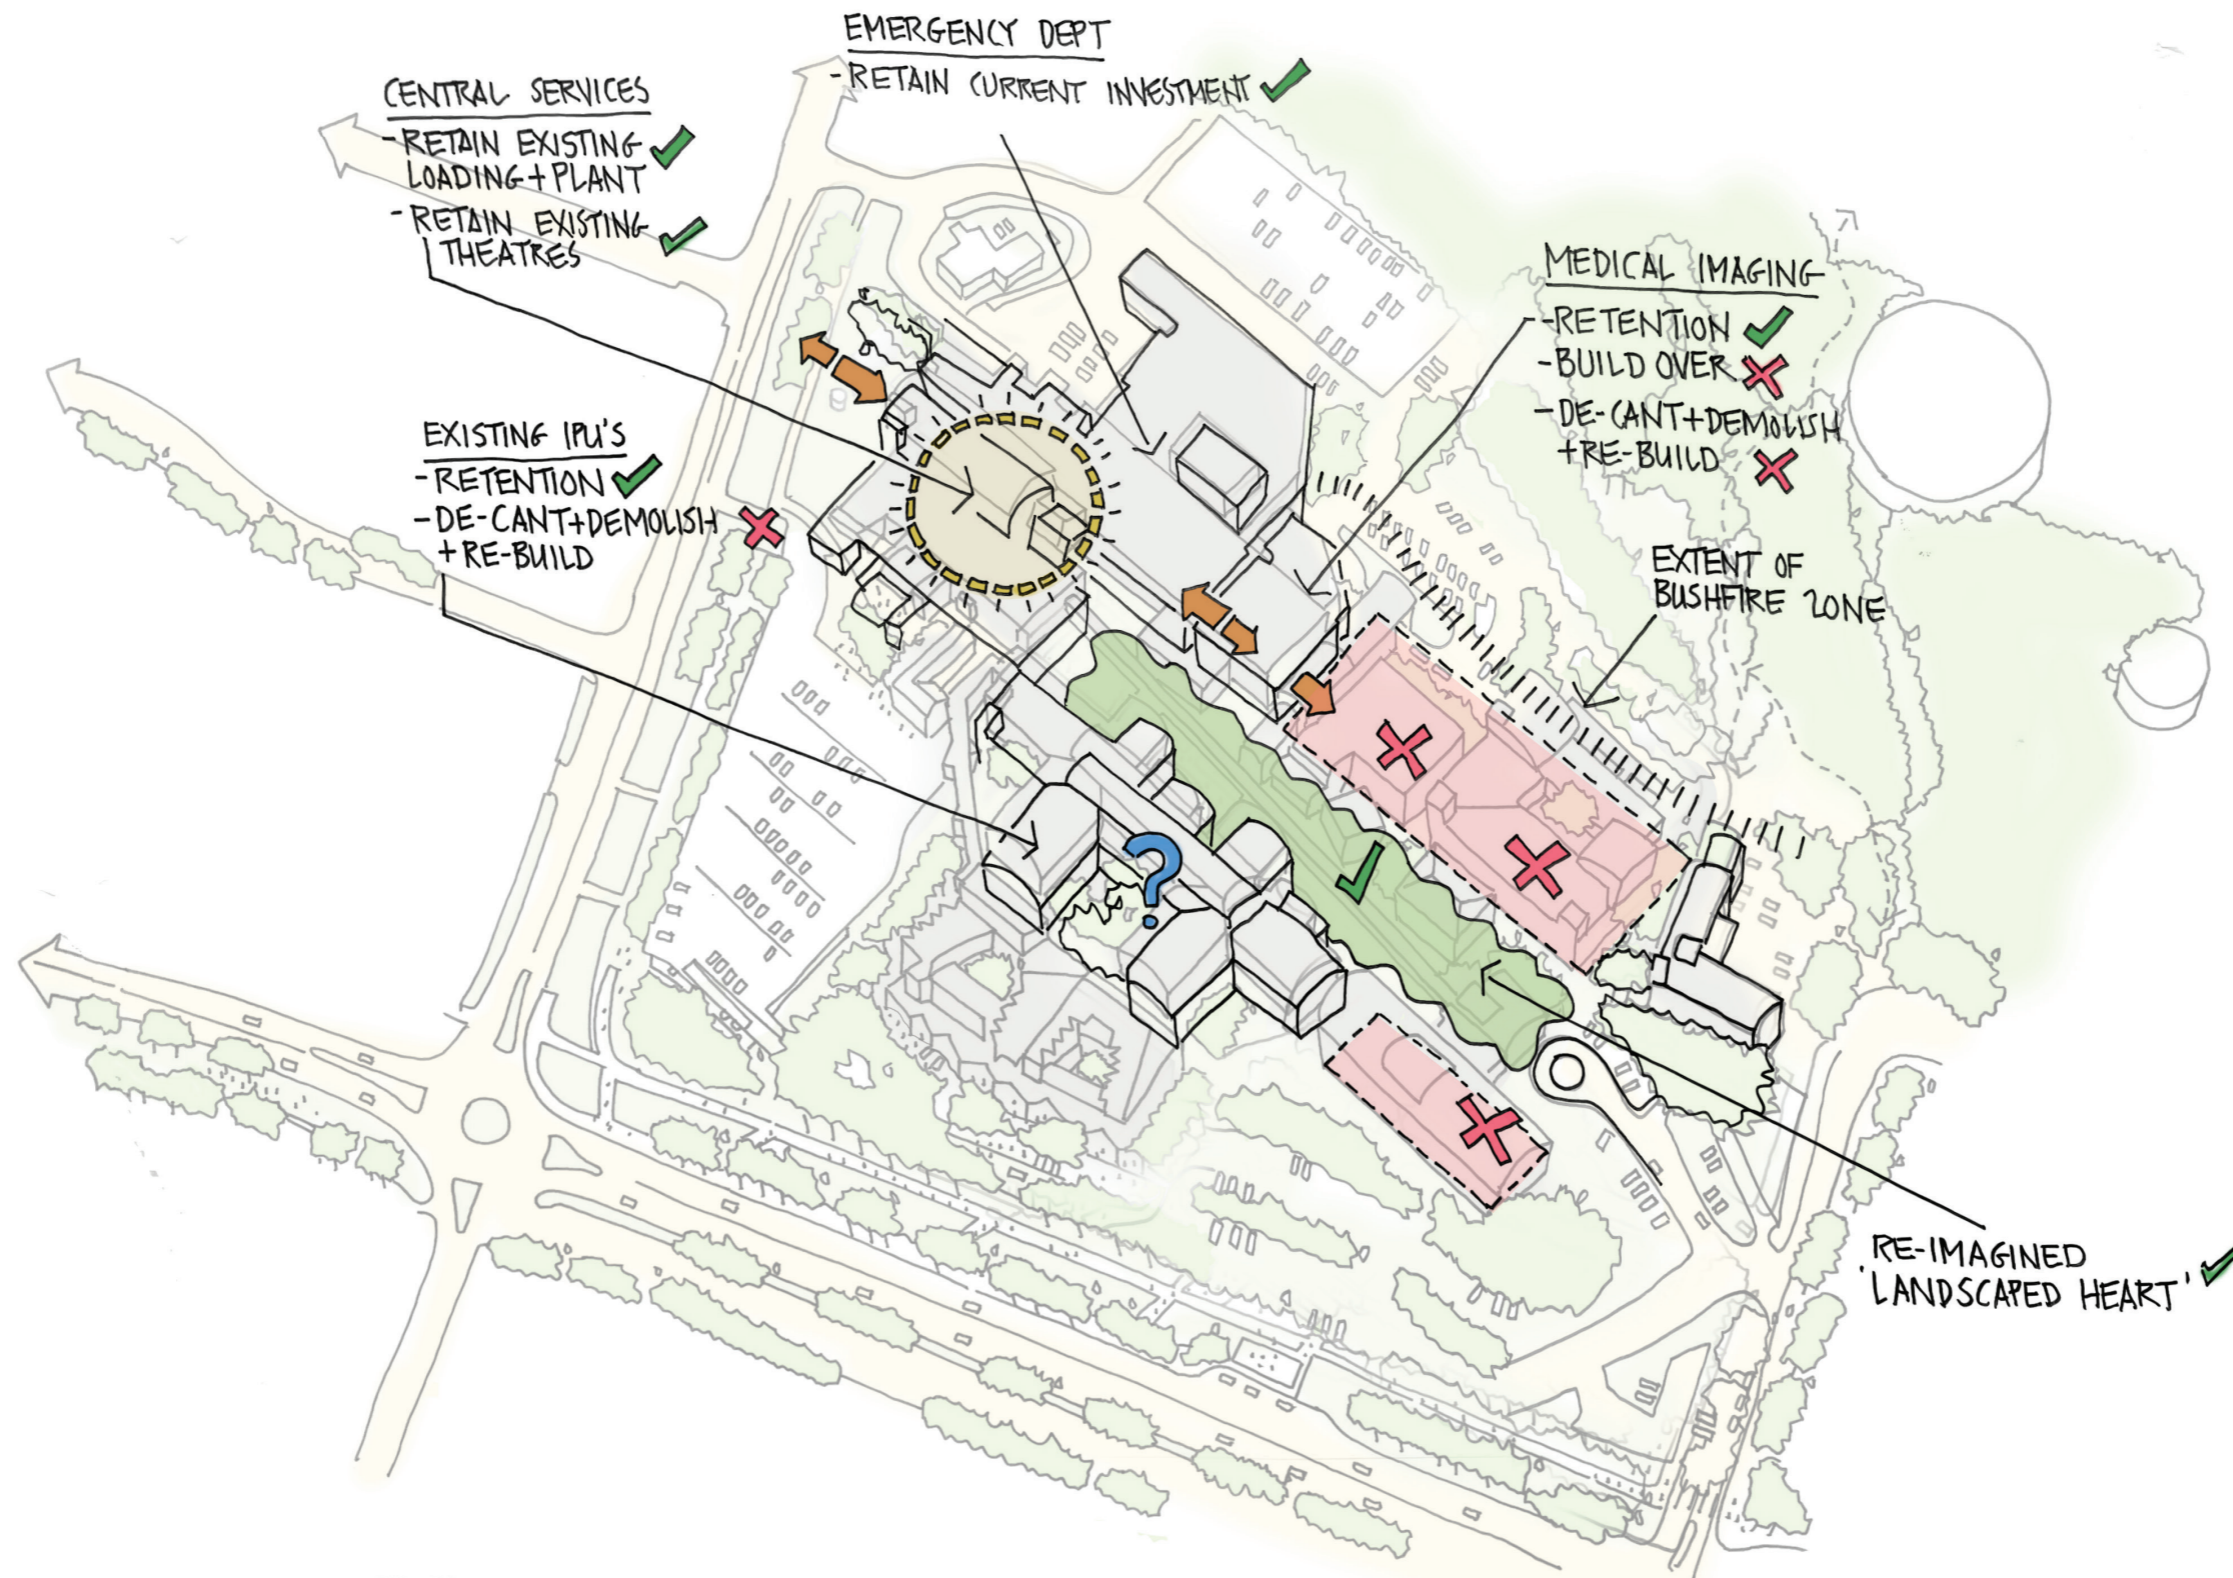 EMERGENCY DEPT
-RETAIN CURRENT INVESTMENT
CENTRAL SERVICES
-RETAIN EXISTING
LOADING+PLANT
-RETAIN EXISTING
THEATRES
MEDICAL IMAGING
-RETENTION
-BUILD OVER
-DE-CANT+DEMOLISH
+RE-BUILD
EXISTING IPU'S
-RETENTION
-DE-CANT+DEMOLISH
+RE-BUILD
EXTENT OF
BUSHFIRE ZONE
?
RE-IMAGINED
'LANDSCAPED HEART'